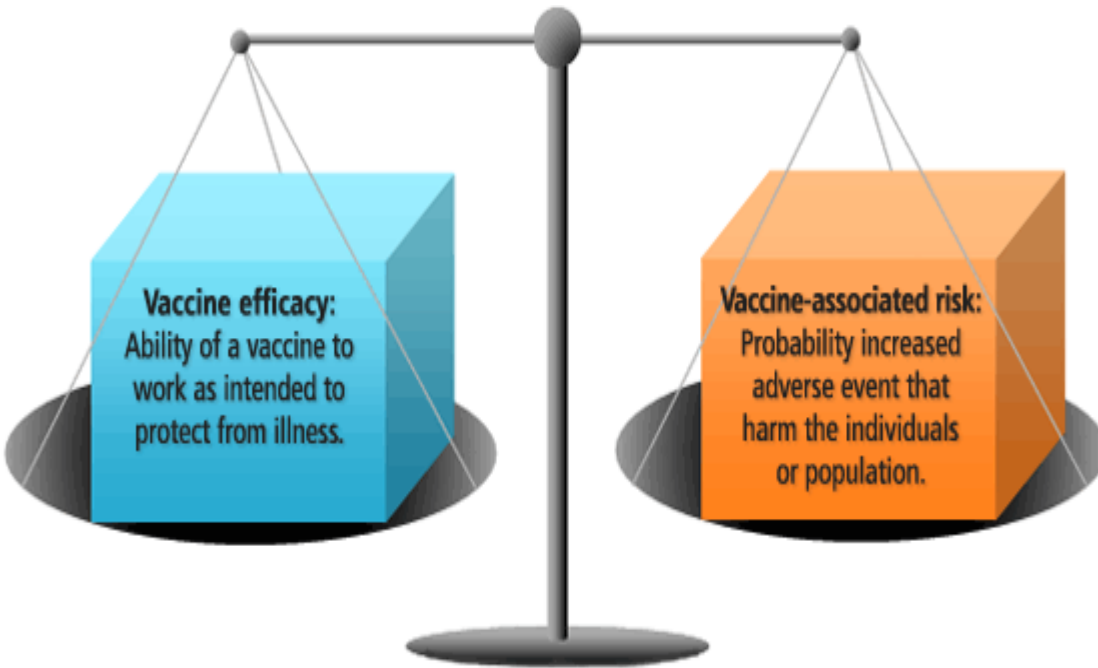 Vaccine efficacy:
Ability of a vaccine to
work as intended to
protect from illness.
Vaccine-associated risk:
Probability increased
adverse event that
harm the individuals
or population.